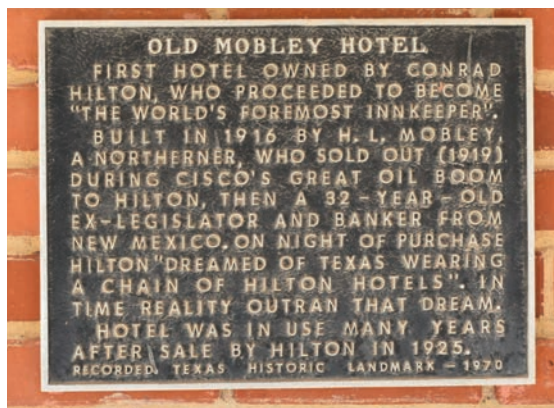 OLD MOBLEY HOTEL
FIRST HOTEL OWNED BY CONRAD
HILTON, WHO PROCEEDED TO BECOME
"THE WORLD'S FOREMOST INNKEEPER".
BUILT IN 1916 BY H. L. MOBLEY,
A NORTHERNER, WHO SOLD OUT (1919)
DURING CISCO'S GREAT OIL BOOM
TO HILTON, THEN A 32-YEAR-OLD
EX-LEGISLATOR AND BANKER FROM
NEW MEXICO. ON NIGHT OF PURCHASE
HILTON "DREAMED OF TEXAS WEARING
A CHAIN OF HILTON HOTELS". IN
TIME REALITY OUTRAN THAT DREAM.
HOTEL WAS IN USE MANY YEARS
AFTER SALE BY HILTON IN 1925.
RECORDED TEXAS HISTORIC LANDMARK - 1970